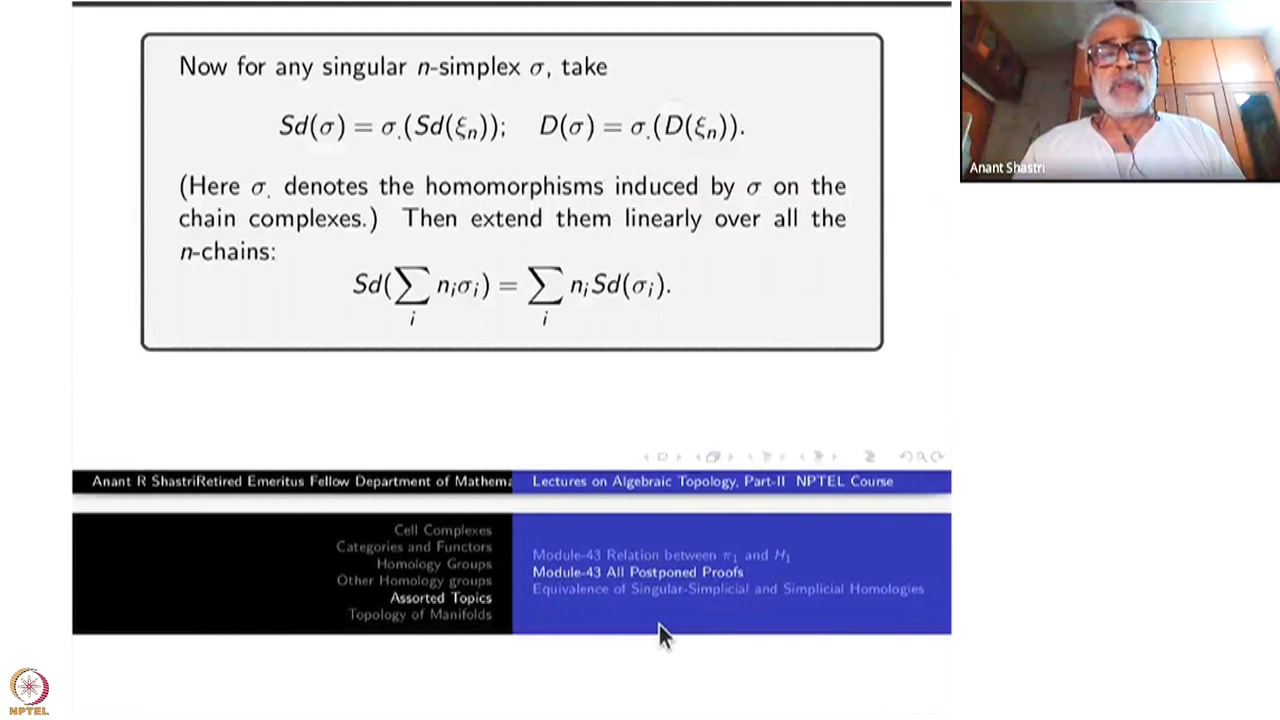 Now for any singular n-simplex σ, take
Sd(σ) = σ.(Sd(ξₙ)); D(σ) = σ.(D(ξₙ)).
(Here σ. denotes the homomorphisms induced by σ on the
chain complexes.) Then extend them linearly over all the
n-chains:
Sd(∑ᵢ nᵢσᵢ) = ∑ᵢ nᵢSd(σᵢ).
Anant Shastri
Anant R ShastriRetired Emeritus Fellow Department of Mathema
Lectures on Algebraic Topology, Part-II NPTEL Course
Cell Complexes
Categories and Functors
Homology Groups
Other Homology groups
Assorted Topics
Topology of Manifolds
Module-43 Relation between π₁ and H₁
Module-43 All Postponed Proofs
Equivalence of Singular-Simplicial and Simplicial Homologies
NPTEL